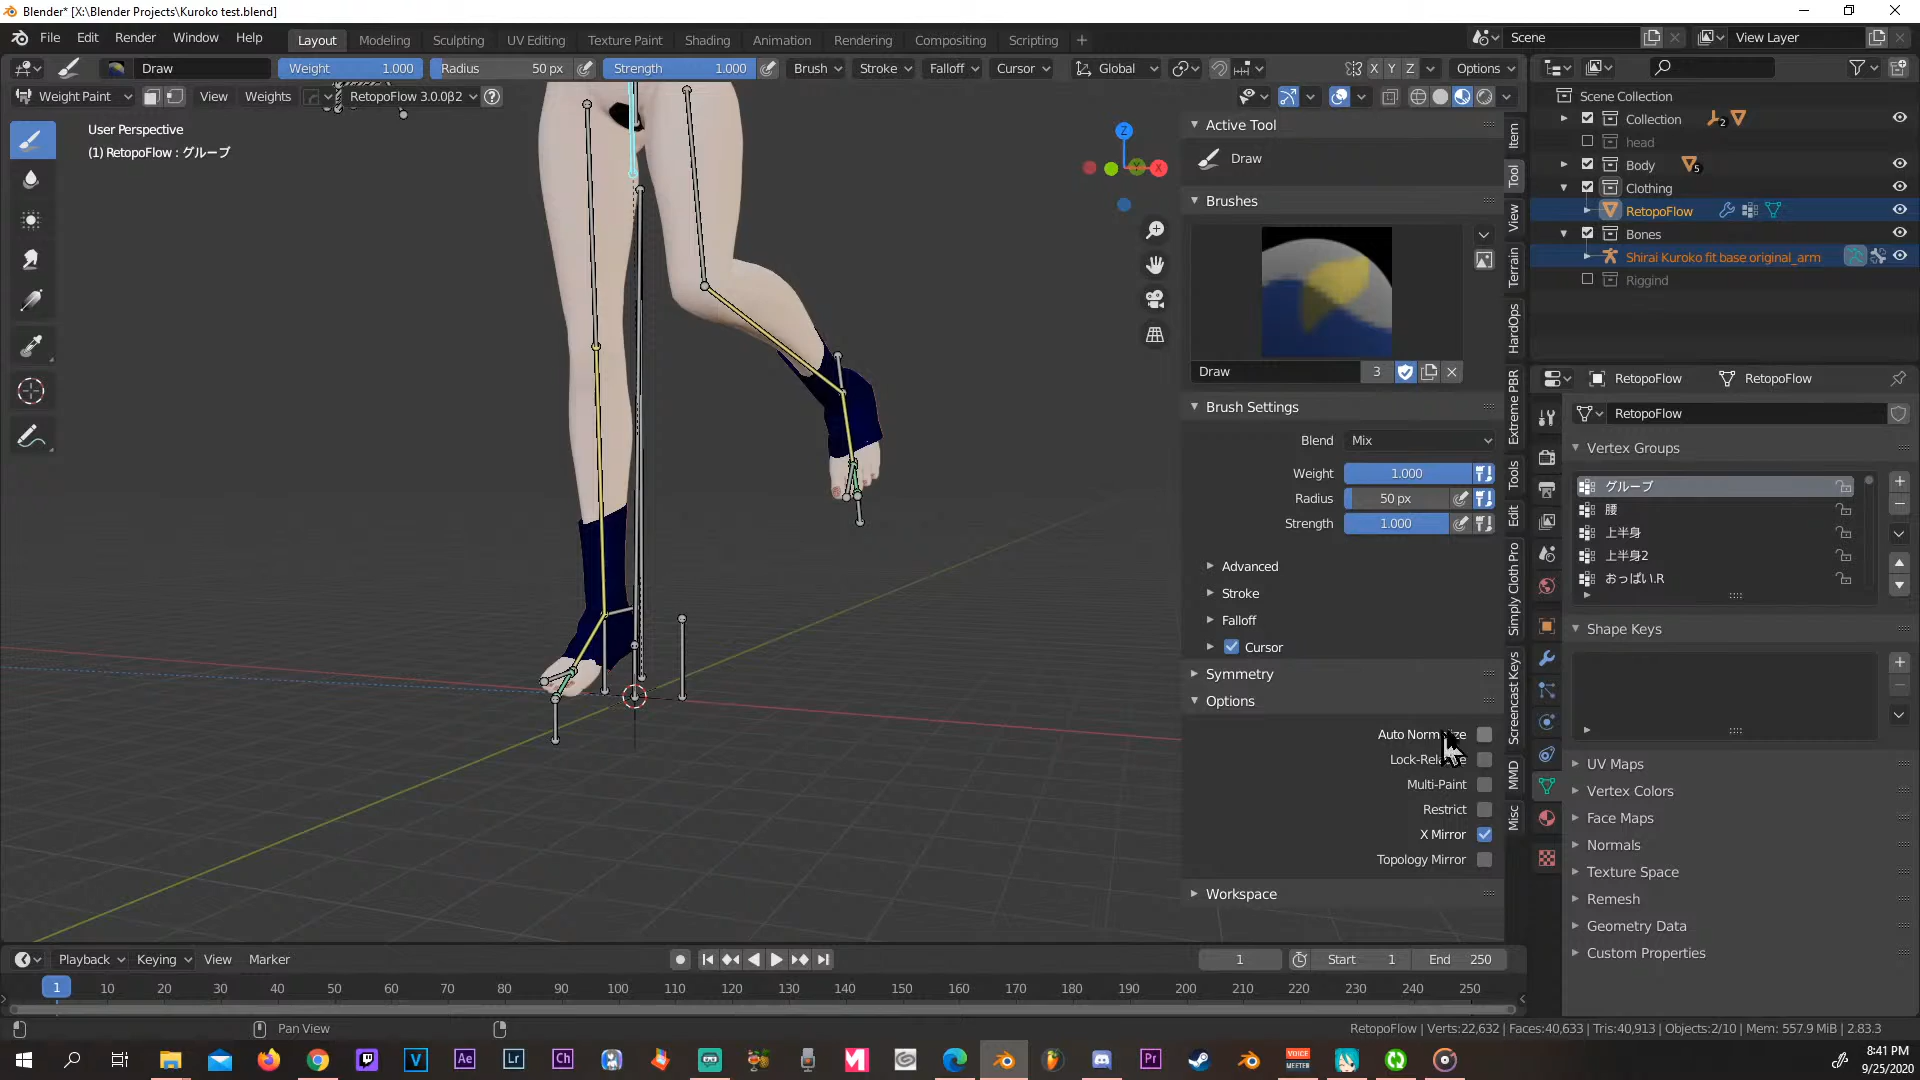 Blender* [X:\Blender Projects\Kuroko test.blend]
File Edit Render Window Help Layout Modeling Sculpting UV Editing Texture Paint Shading Animation Rendering Compositing Scripting Scene View Layer
Draw Weight 1.000 Radius 50 px Strength 1.000 Brush Stroke Falloff Cursor Global X Y Z Options
Weight Paint View Weights RetopoFlow 3.0.0β2
User Perspective
(1) RetopoFlow : グループ
Z
X
Active Tool
Draw
Brushes
Draw 3
Brush Settings
Blend Mix
Weight 1.000
Radius 50 px
Strength 1.000
Advanced
Stroke
Falloff
Cursor
Symmetry
Options
Multi-Paint
Restrict
X Mirror
Topology Mirror
Workspace
Item
Tool
View
Terrain
HardOps
Extreme PBR
Tools
Edit
Simply Cloth Pro
Screencast Keys
MMD
Misc
Scene Collection
Collection 2
head
Body 5
Clothing
RetopoFlow
Bones
Shirai Kuroko fit base original_arm
Riggind
RetopoFlow RetopoFlow
RetopoFlow
Vertex Groups
グループ
腰
上半身
上半身2
おっぱい.R
Shape Keys
UV Maps
Vertex Colors
Face Maps
Normals
Texture Space
Remesh
Geometry Data
Custom Properties
Playback Keying View Marker 1 Start 1 End 250
1 10 20 30 40 50 60 70 80 90 100 110 120 130 140 150 160 170 180 190 200 210 220 230 240 250
Pan View RetopoFlow | Verts:22,632 | Faces:40,633 | Tris:40,913 | Objects:2/10 | Mem: 557.9 MiB | 2.83.3
V Ae Lr Ch Pr VOICE MEETER
8:41 PM
9/25/2020